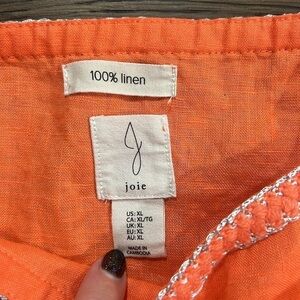 100% linen
J
joie
US: XL
CA: XL/TG
UK: XL
EU: XL
AU: XL
MADE IN
CAMBODIA